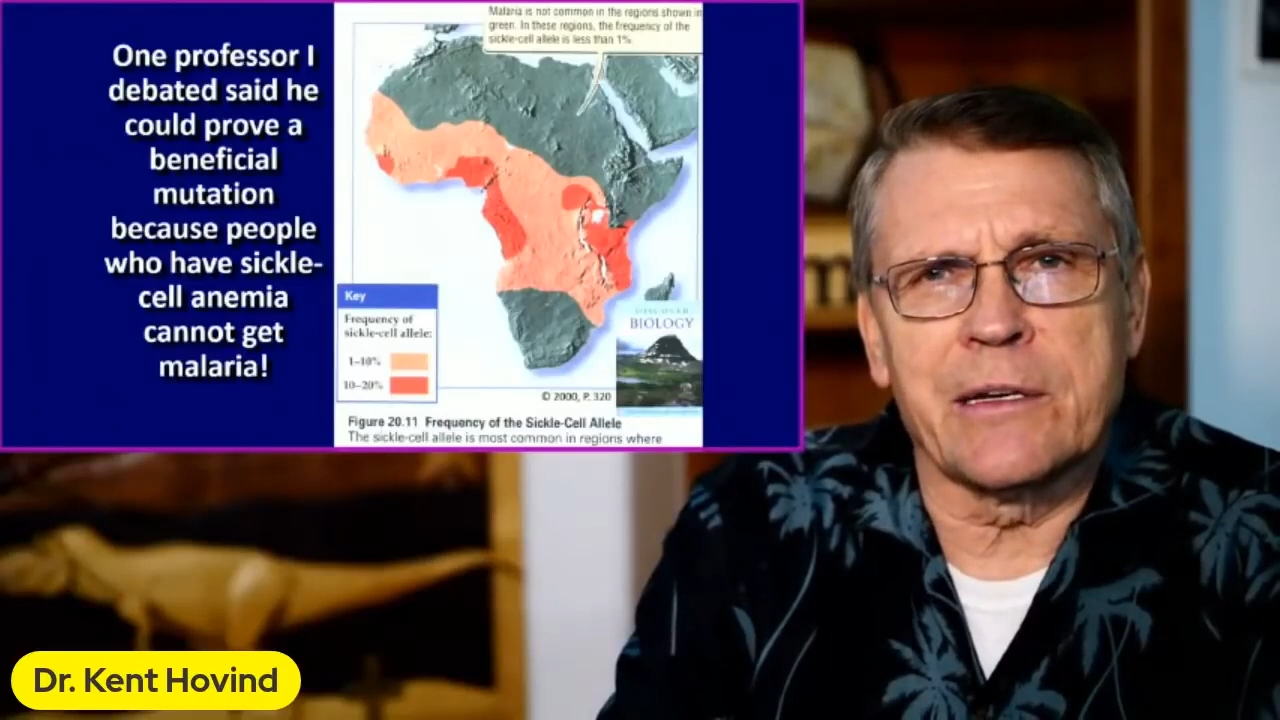 One professor I
debated said he
could prove a
beneficial
mutation
because people
who have sickle-
cell anemia
cannot get
malaria!
Malaria is not common in the regions shown in
green. In these regions, the frequency of the
sickle-cell allele is less than 1%.
Key
Frequency of
sickle-cell allele:
1–10%
10–20%
BIOLOGY
© 2000, P. 320
Figure 20.11 Frequency of the Sickle-Cell Allele
The sickle-cell allele is most common in regions where
Dr. Kent Hovind